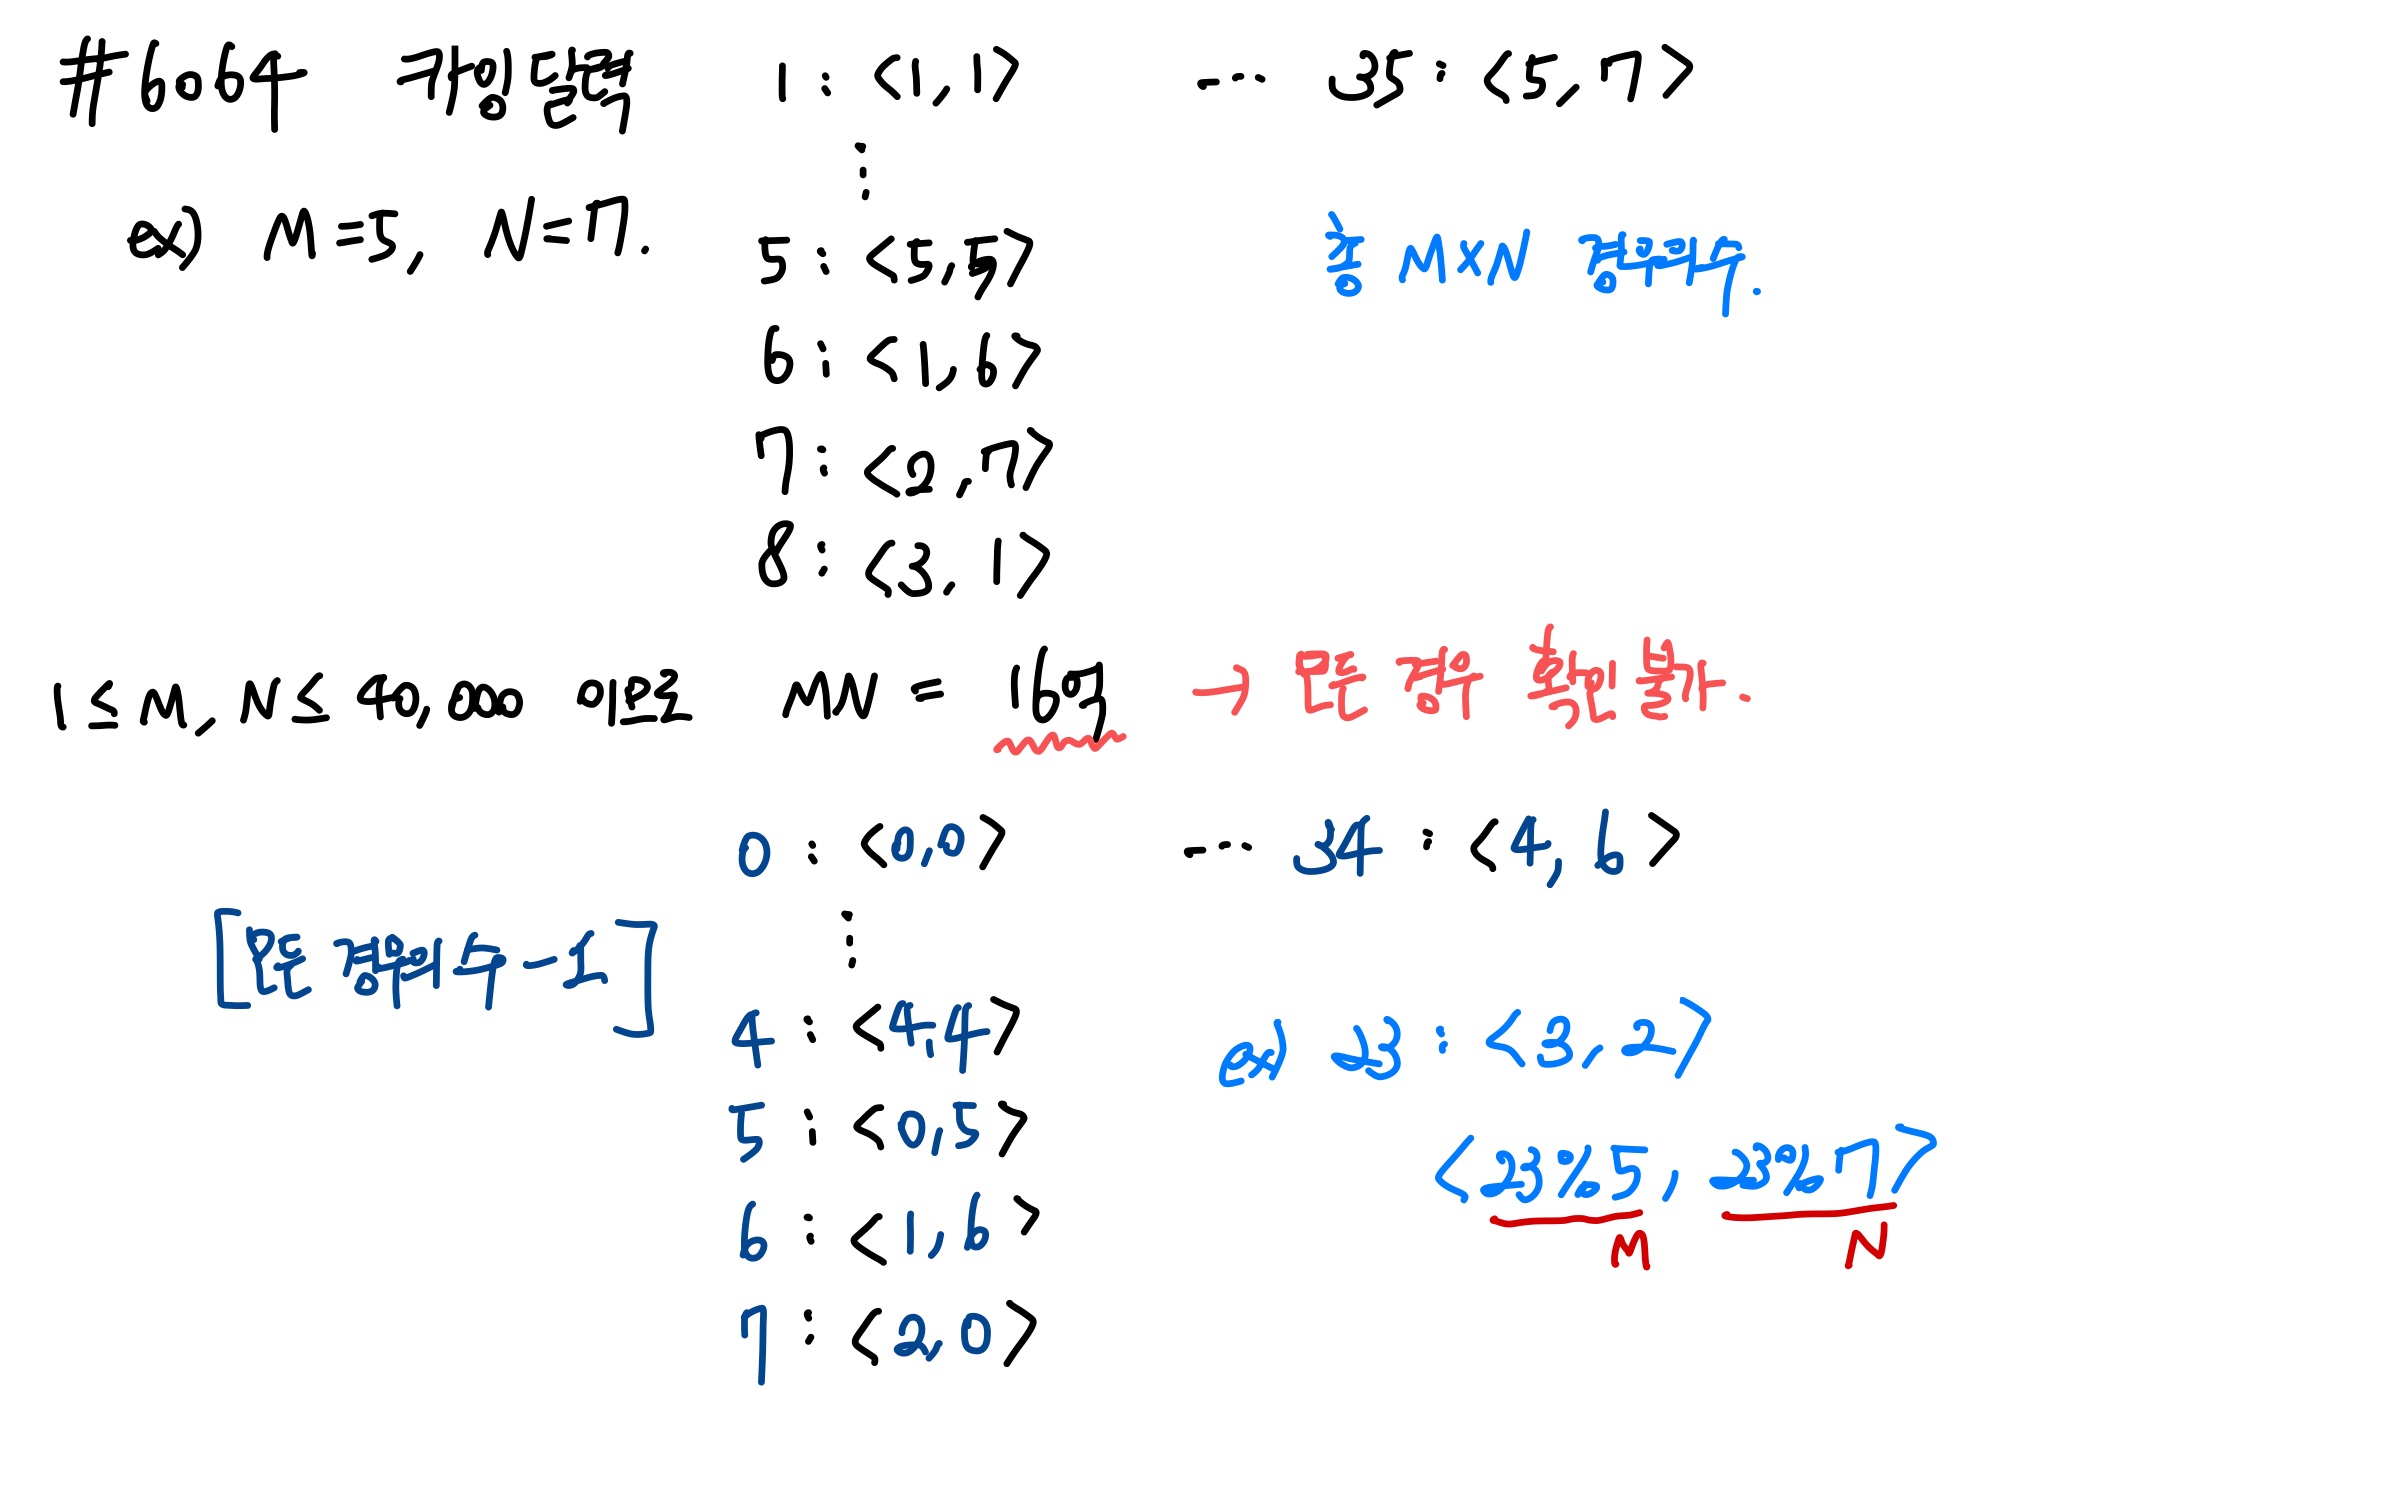 #6064 카잉 달력
1 : <1, 1> ... 35 : <5, 7>
⋮
ex) M=5, N=7.
5 : <5, 5>
총 M×N 경우의 수.
6 : <1, 6>
7 : <2, 7>
8 : <3, 1>
1≤M, N≤40,000 이므로 MN = 16억 → 모든 경우 확인 불가.
0 : <0,0> ... 34 : <4, 6>
⋮
[모든 경우의 수 -1]
4 : <4,4>
ex) 23 : <3, 2>
5 : <0,5>
<23%5, 23%7>
M N
6 : <1,6>
7 : <2,0>